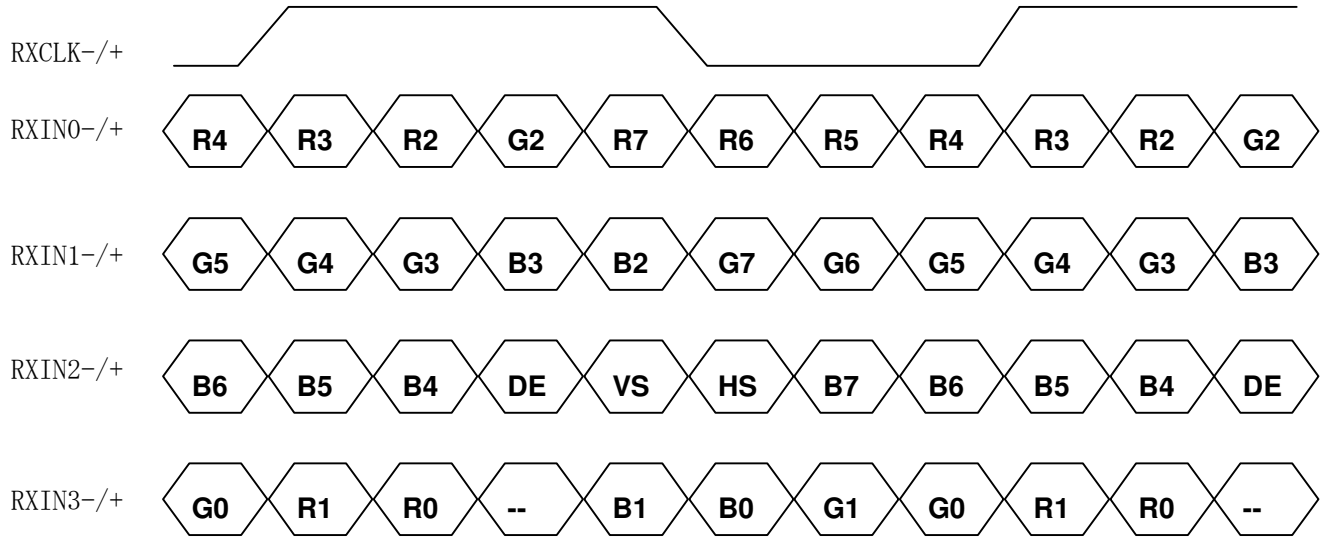 RXCLK-/+
RXIN0-/+ R4 R3 R2 G2 R7 R6 R5 R4 R3 R2 G2
RXIN1-/+ G5 G4 G3 B3 B2 G7 G6 G5 G4 G3 B3
RXIN2-/+ B6 B5 B4 DE VS HS B7 B6 B5 B4 DE
RXIN3-/+ G0 R1 R0 -- B1 B0 G1 G0 R1 R0 --